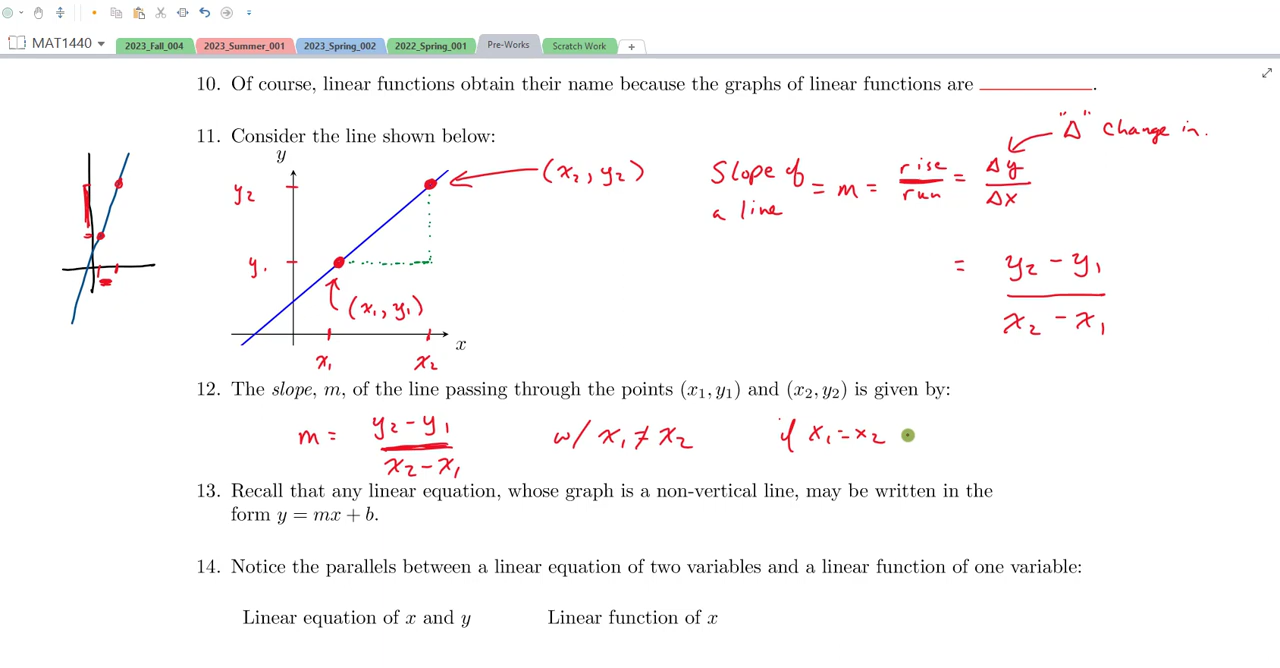 MAT1440
2023_Fall_004
2023_Summer_001
2023_Spring_002
2022_Spring_001
Pre-Works
Scratch Work
+
10. Of course, linear functions obtain their name because the graphs of linear functions are ________.
"Δ" change in.
11. Consider the line shown below:
y
y₂
(x₂, y₂)
Slope of a line = m = rise/run = Δy/Δx
y₁
(x₁, y₁)
= (y₂ - y₁)/(x₂ - x₁)
x
x₁
x₂
12. The slope, m, of the line passing through the points (x₁, y₁) and (x₂, y₂) is given by:
m = (y₂ - y₁)/(x₂ - x₁) w/ x₁ ≠ x₂ if x₁ = x₂
13. Recall that any linear equation, whose graph is a non-vertical line, may be written in the
form y = mx + b.
14. Notice the parallels between a linear equation of two variables and a linear function of one variable:
Linear equation of x and y
Linear function of x